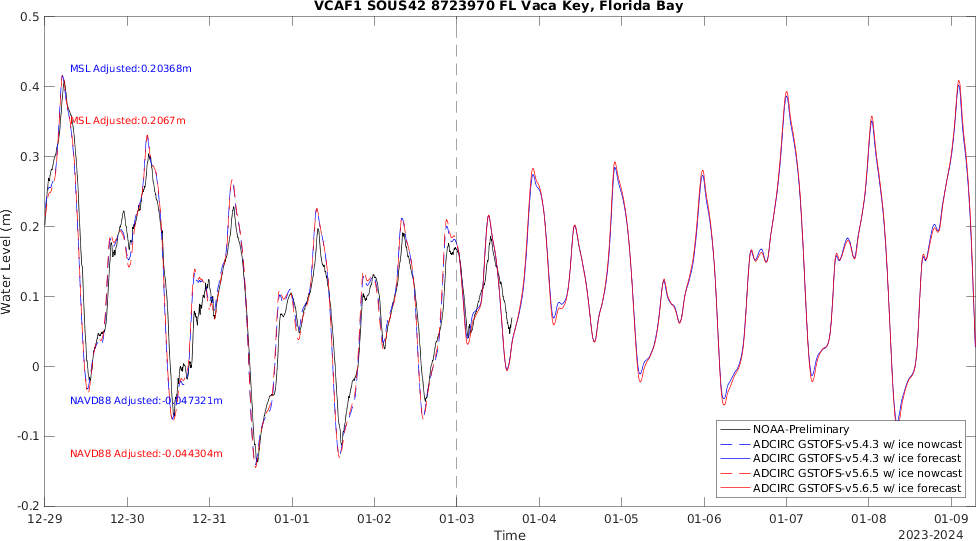 VCAF1 SOUS42 8723970 FL Vaca Key, Florida Bay
0.5
0.4
0.3
0.2
0.1
0
-0.1
-0.2
Water Level (m)
MSL Adjusted:0.20368m
MSL Adjusted:0.2067m
NAVD88 Adjusted:-0.047321m
NAVD88 Adjusted:-0.044304m
NOAA-Preliminary
ADCIRC GSTOFS-v5.4.3 w/ ice nowcast
ADCIRC GSTOFS-v5.4.3 w/ ice forecast
ADCIRC GSTOFS-v5.6.5 w/ ice nowcast
ADCIRC GSTOFS-v5.6.5 w/ ice forecast
12-29 12-30 12-31 01-01 01-02 01-03 01-04 01-05 01-06 01-07 01-08 01-09
Time
2023-2024